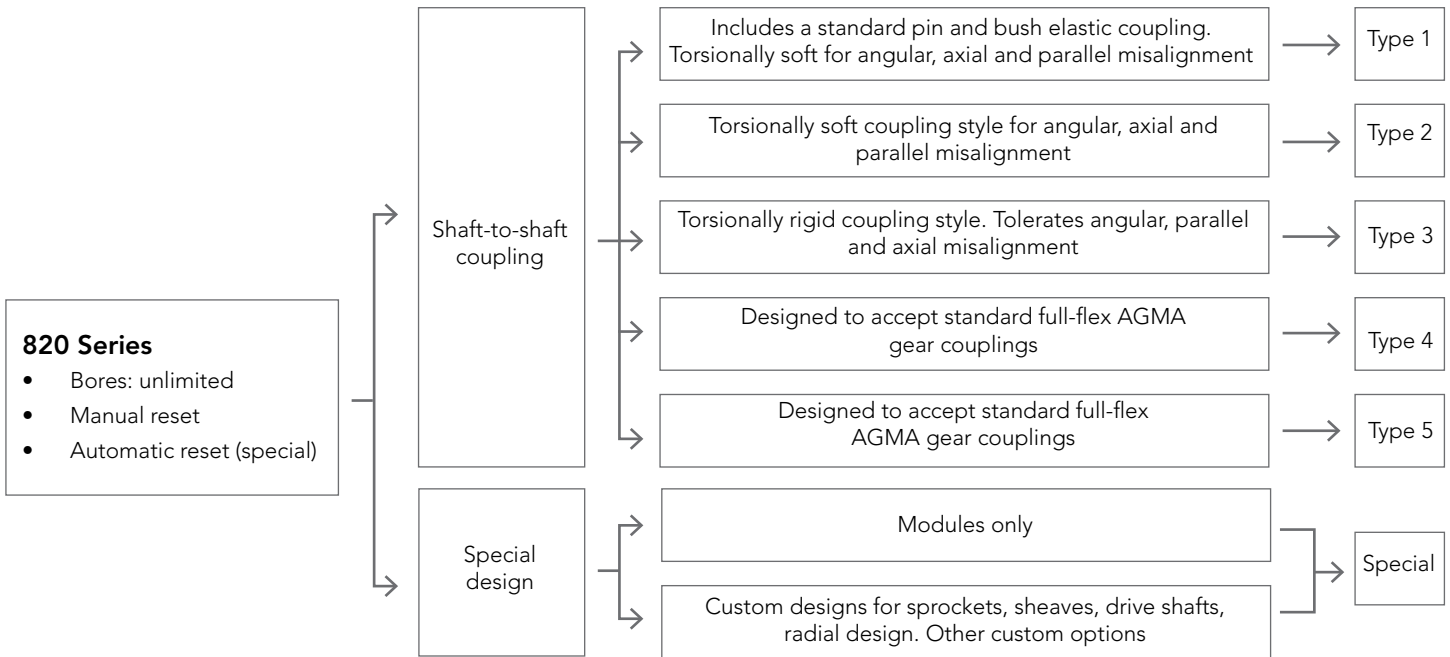 820 Series
• Bores: unlimited
• Manual reset
• Automatic reset (special)
Shaft-to-shaft
coupling
Includes a standard pin and bush elastic coupling.
Torsionally soft for angular, axial and parallel misalignment
Type 1
Torsionally soft coupling style for angular, axial and
parallel misalignment
Type 2
Torsionally rigid coupling style. Tolerates angular, parallel
and axial misalignment
Type 3
Designed to accept standard full-flex AGMA
gear couplings
Type 4
Designed to accept standard full-flex
AGMA gear couplings
Type 5
Special
design
Modules only
Custom designs for sprockets, sheaves, drive shafts,
radial design. Other custom options
Special